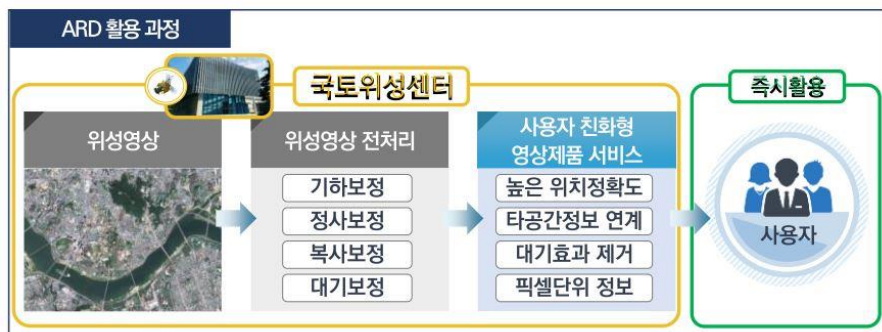 ARD 활용 과정
국토위성센터
즉시활용
위성영상
위성영상 전처리
기하보정
정사보정
복사보정
대기보정
사용자 친화형
영상제품 서비스
높은 위치정확도
타공간정보 연계
대기효과 제거
픽셀단위 정보
사용자